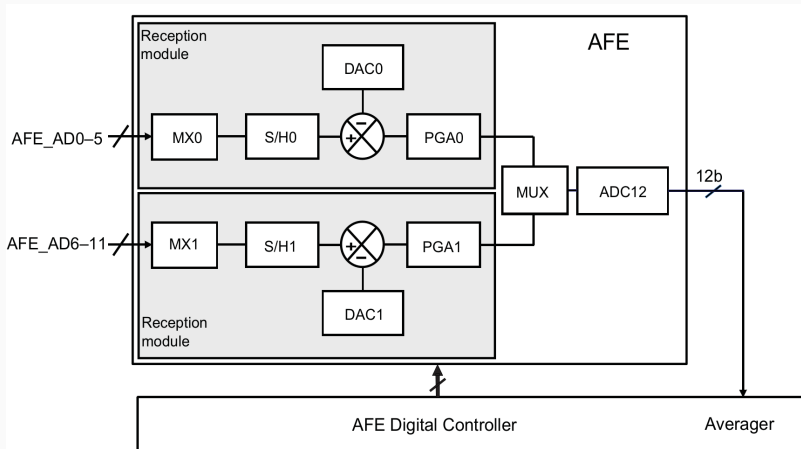 Reception
module
AFE
DAC0
AFE_AD0–5
MX0
S/H0
−
+
PGA0
MUX
ADC12
12b
AFE_AD6–11
MX1
S/H1
+
−
PGA1
DAC1
Reception
module
AFE Digital Controller
Averager